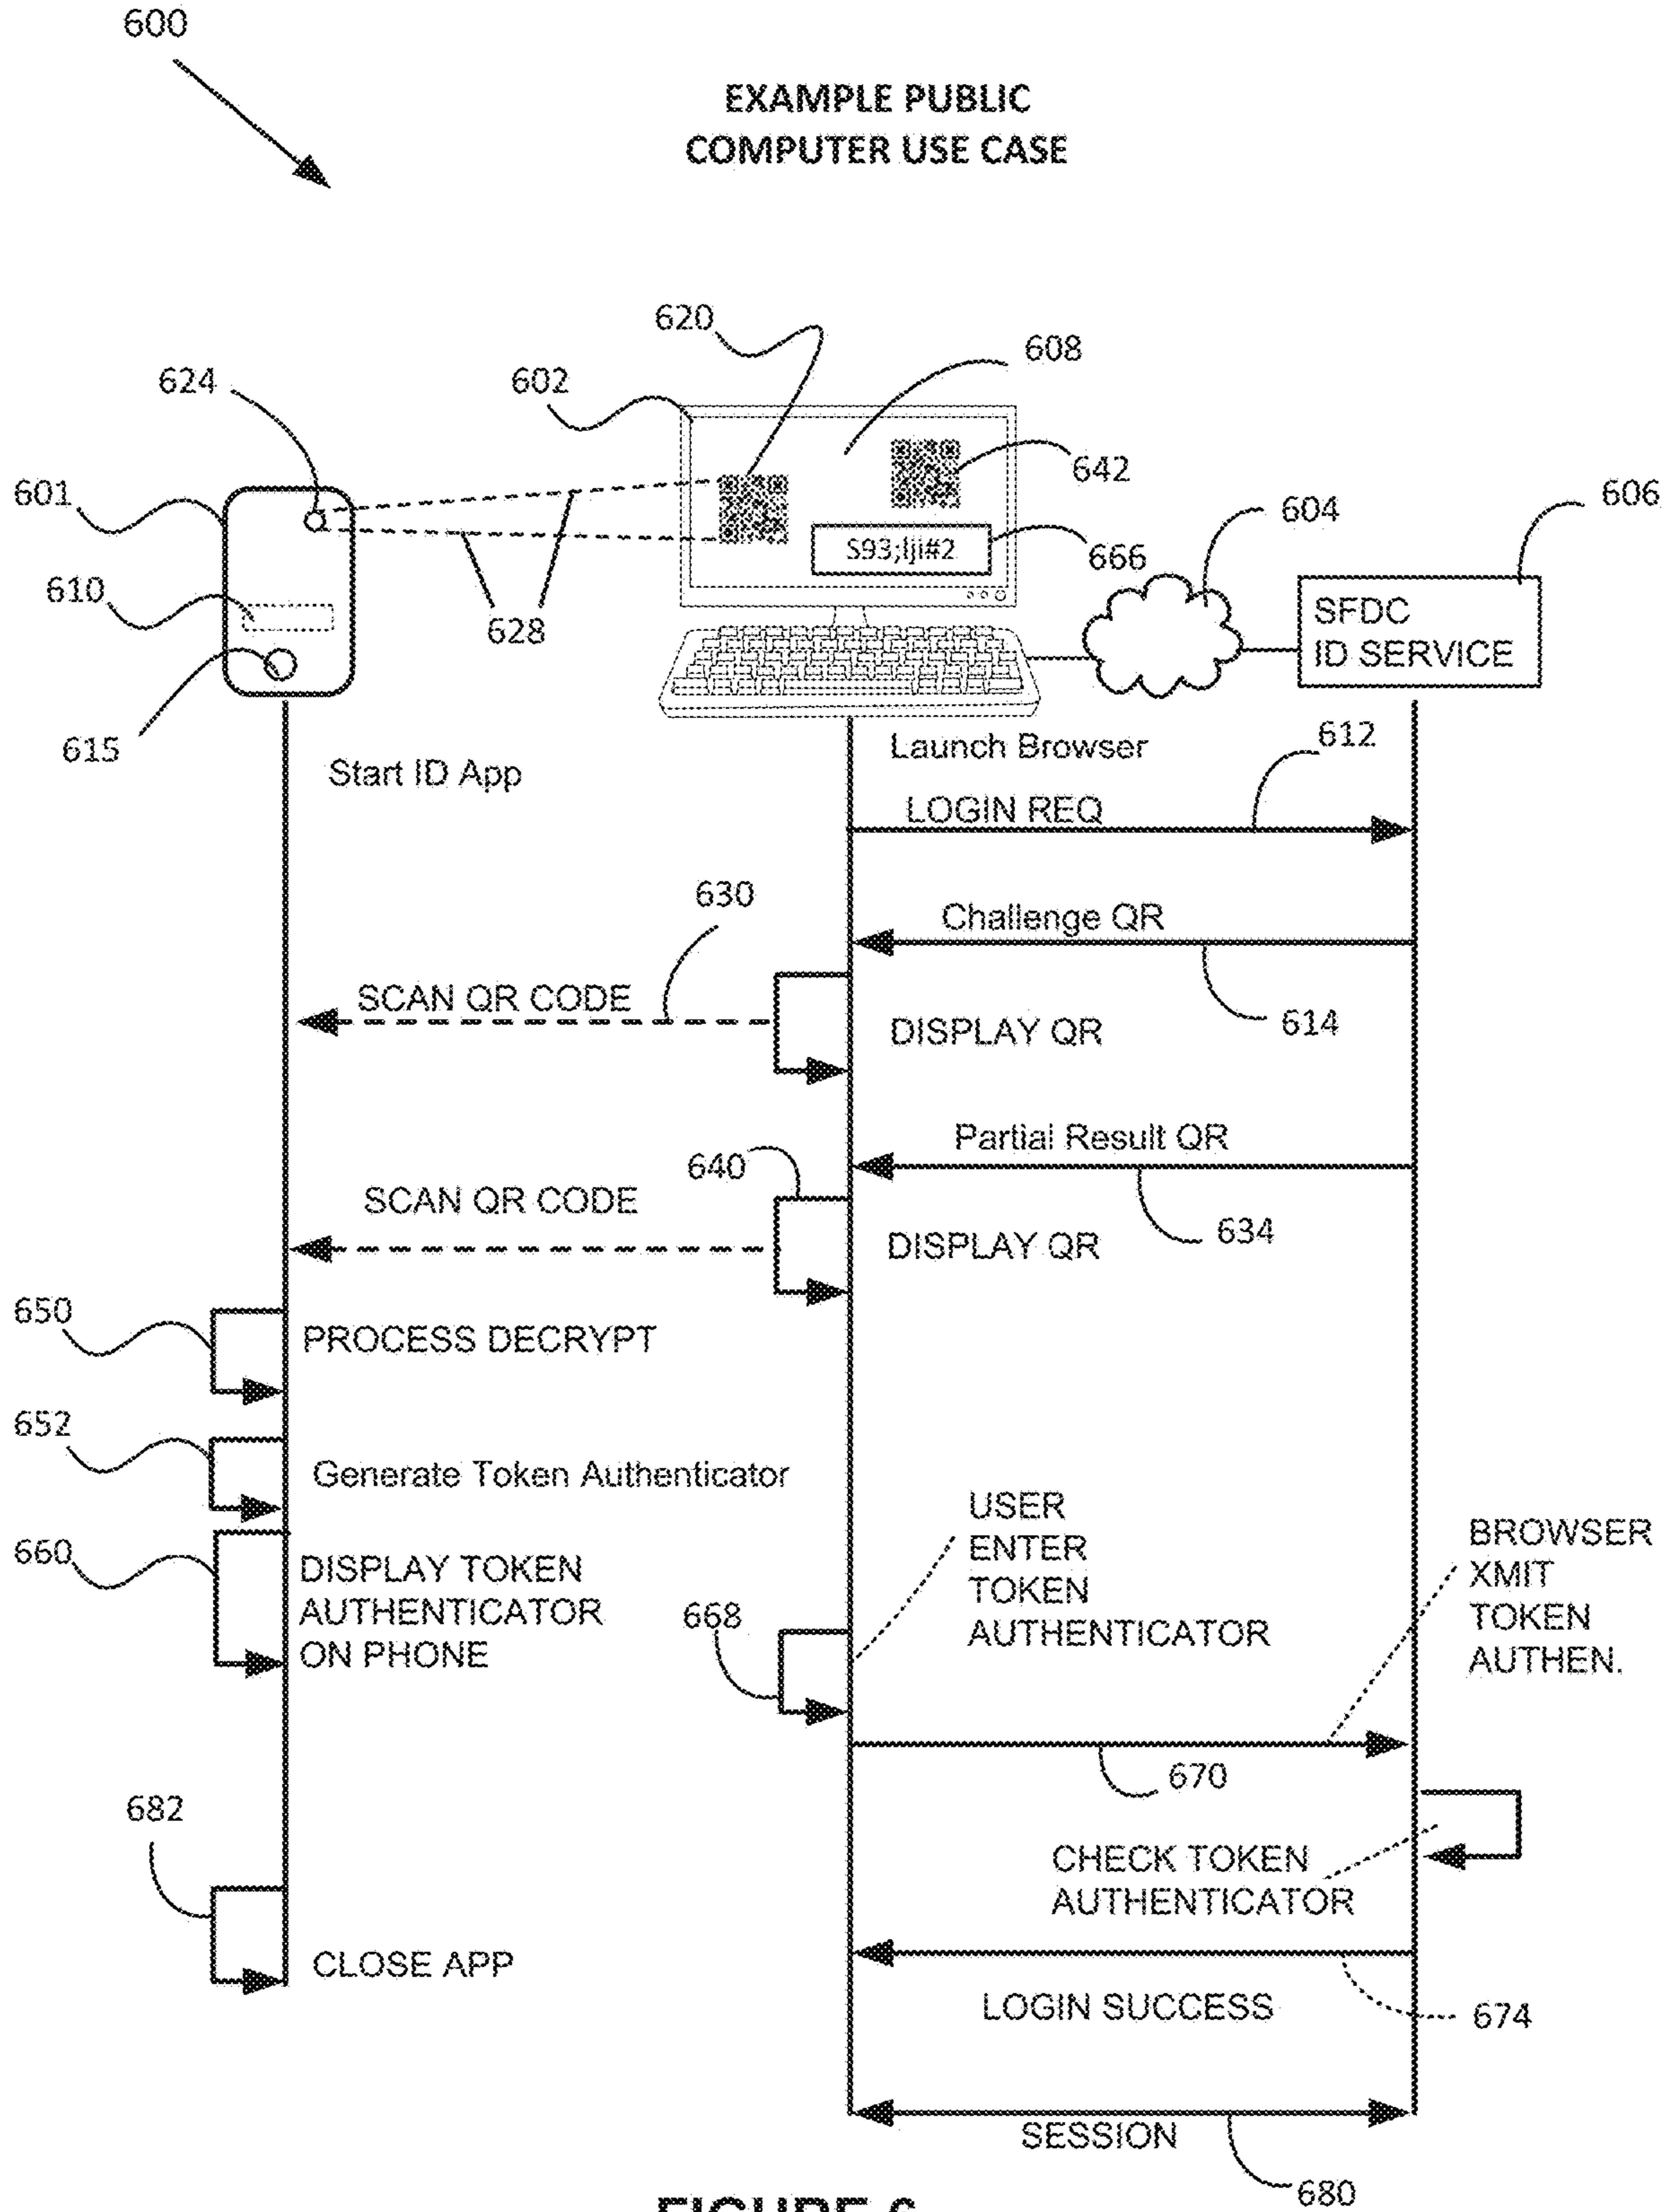 600
EXAMPLE PUBLIC
COMPUTER USE CASE
620
608
624
602
642
601
604
606
S93;lji#2
666
610
628
SFDC
ID SERVICE
615
Launch Browser
612
Start ID App
LOGIN REQ
630
Challenge QR
SCAN QR CODE
614
DISPLAY QR
Partial Result QR
640
SCAN QR CODE
634
DISPLAY QR
650
PROCESS DECRYPT
652
Generate Token Authenticator
USER
ENTER
TOKEN
AUTHENTICATOR
BROWSER
XMIT
TOKEN
AUTHEN.
660
DISPLAY TOKEN
AUTHENTICATOR
ON PHONE
668
670
682
CHECK TOKEN
AUTHENTICATOR
CLOSE APP
LOGIN SUCCESS
674
SESSION
680
FIGURE 6